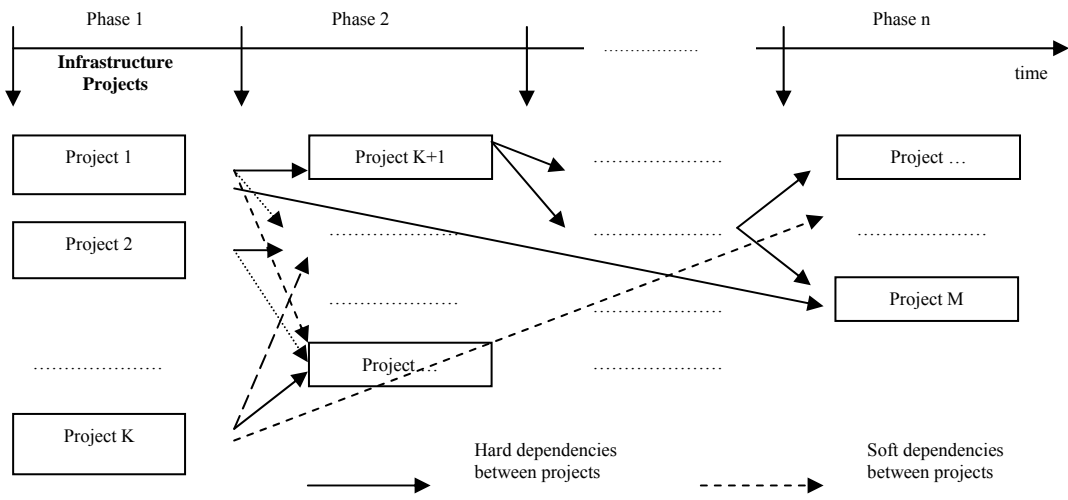 Phase 1
Phase 2
Phase n
....................
time
Infrastructure
Projects
Project 1
Project K+1
...........................
Project …
Project 2
...........................
...........................
...........................
Project M
...........................
...........................
...........................
Project…
...........................
Project K
Hard dependencies
between projects
Soft dependencies
between projects